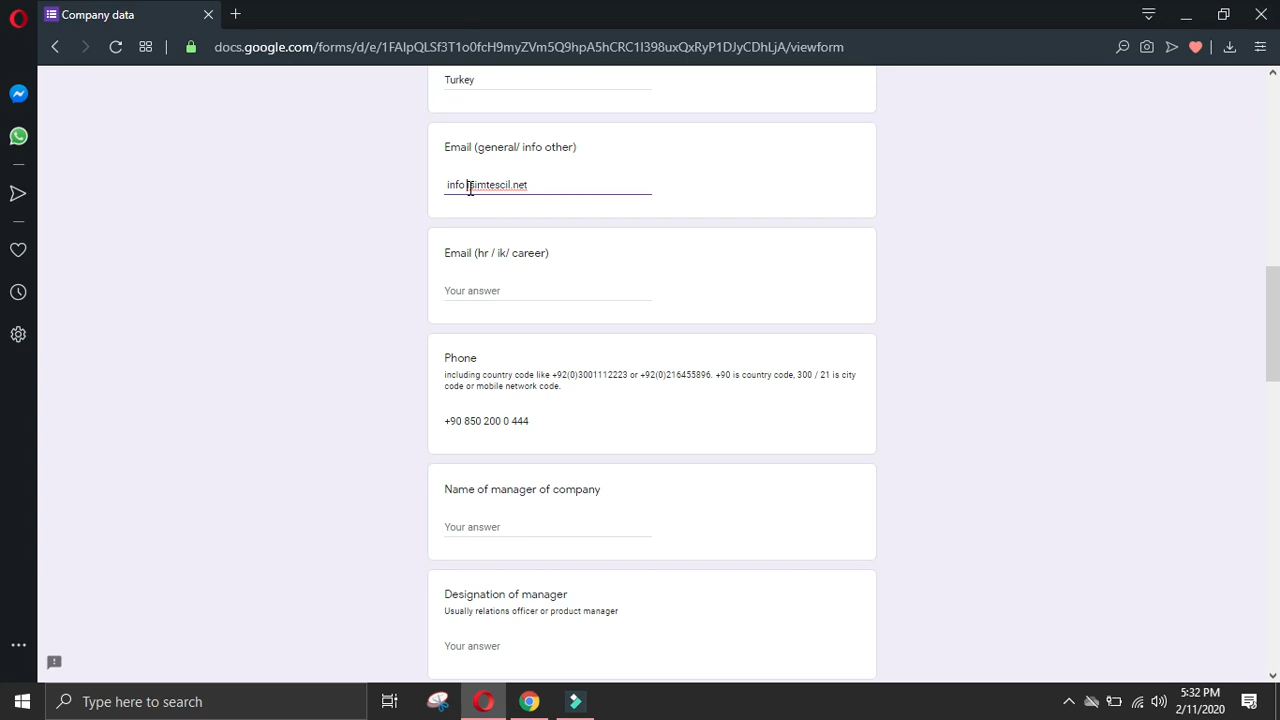 Company data
docs.google.com/forms/d/e/1FAIpQLSf3T1o0fcH9myZVm5Q9hpA5hCRC1I398uxQxRyP1DJyCDhLjA/viewform
Turkey
Email (general/ info other)
info isimtescil.net
Email (hr / ik/ career)
Your answer
Phone
including country code like +92(0)3001112223 or +92(0)216455896. +90 is country code, 300 / 21 is city
code or mobile network code.
+90 850 200 0 444
Name of manager of company
Your answer
Designation of manager
Usually relations officer or product manager
Your answer
Type here to search
5:32 PM
2/11/2020